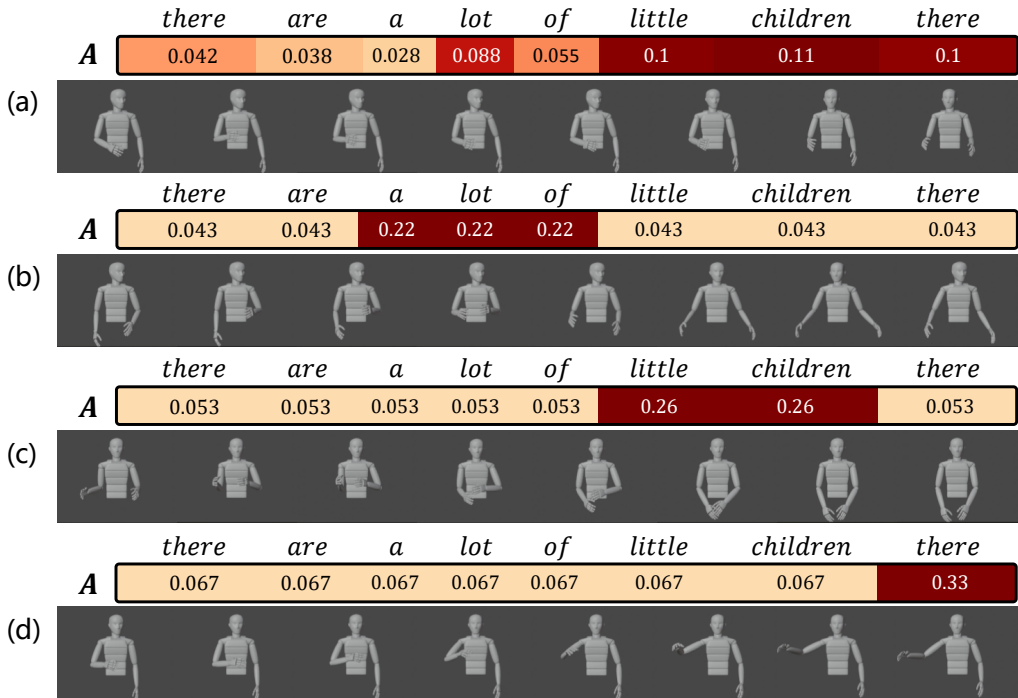 there are a lot of little children there
A 0.042 0.038 0.028 0.088 0.055 0.1 0.11 0.1
(a)
there are a lot of little children there
A 0.043 0.043 0.22 0.22 0.22 0.043 0.043 0.043
(b)
there are a lot of little children there
A 0.053 0.053 0.053 0.053 0.053 0.26 0.26 0.053
(c)
there are a lot of little children there
A 0.067 0.067 0.067 0.067 0.067 0.067 0.067 0.33
(d)